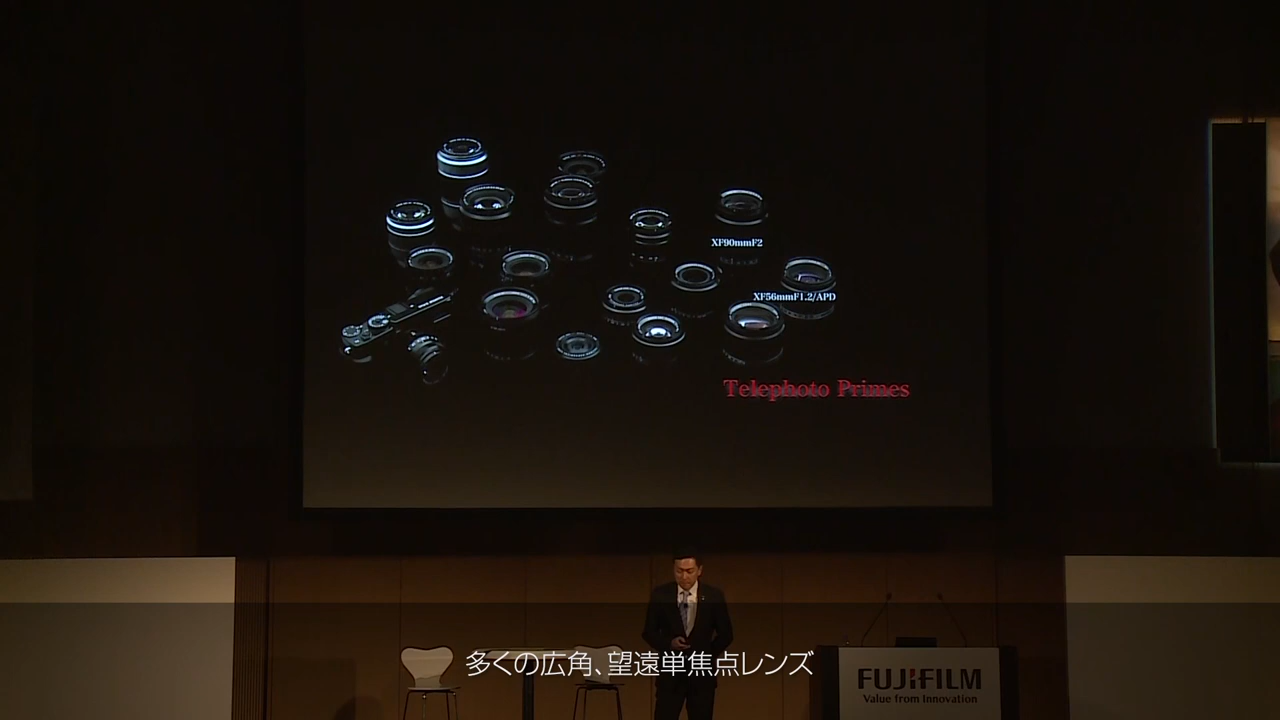 XF90mmF2
XF56mmF1.2/APD
Telephoto Primes
多くの広角、望遠単焦点レンズ
FUJIFILM
Value from Innovation